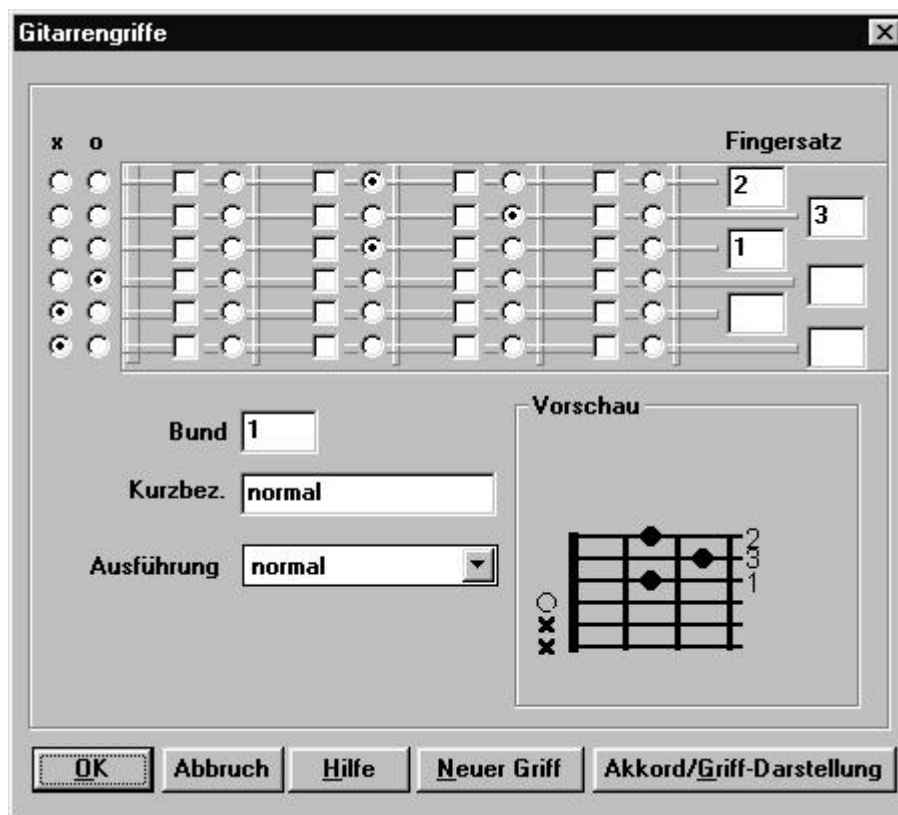 Gitarrengriffe
x o Fingersatz
2
3
1
Bund 1
Vorschau
Kurzbez. normal
Ausführung normal
2
3
1
x
x
OK Abbruch Hilfe Neuer Griff Akkord/Griff-Darstellung